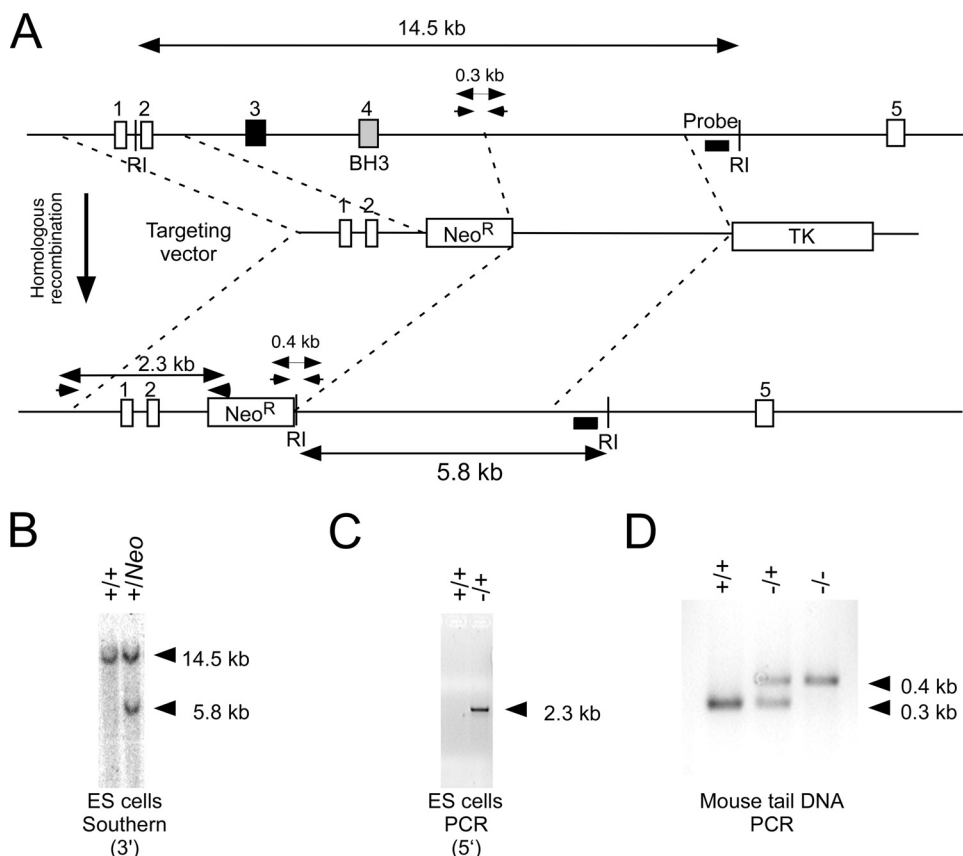 A
14.5 kb
0.3 kb
1 2 3 4 5
RI BH3 Probe RI
Homologous
recombination
Targeting
vector
1 2
Neo^R
TK
0.4 kb
2.3 kb
1 2 5
Neo^R
RI RI
5.8 kb
B
+/+
+/Neo
14.5 kb
5.8 kb
ES cells
Southern
(3')
C
+/+
-/+
2.3 kb
ES cells
PCR
(5‘)
D
+/+
-/+
-/-
0.4 kb
0.3 kb
Mouse tail DNA
PCR